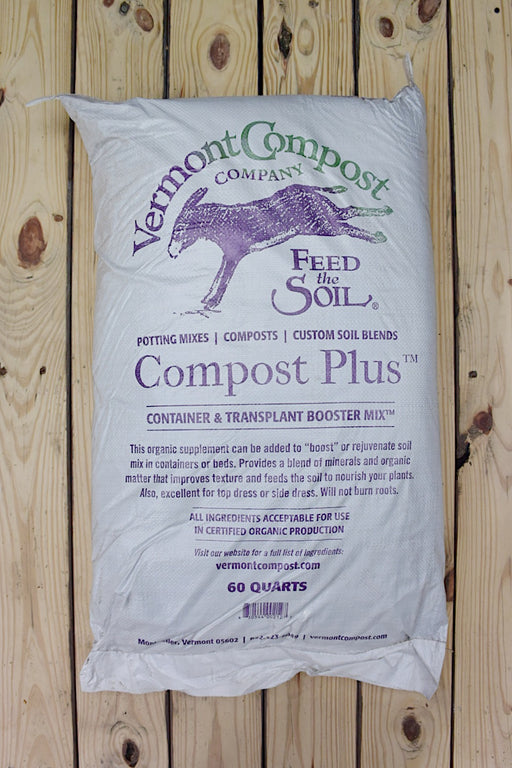 Vermont Compost
COMPANY
FEED
the
SOIL®
POTTING MIXES | COMPOSTS | CUSTOM SOIL BLENDS
Compost Plus™
CONTAINER & TRANSPLANT BOOSTER MIX™
This organic supplement can be added to "boost" or rejuvenate soil
mix in containers or beds. Provides a blend of minerals and organic
matter that improves texture and feeds the soil to nourish your plants.
Also, excellent for top dress or side dress. Will not burn roots.
ALL INGREDIENTS ACCEPTABLE FOR USE
IN CERTIFIED ORGANIC PRODUCTION
Visit our website for a full list of ingredients:
vermontcompost.com
60 QUARTS
Vermont 05602 | vermontcompost.com